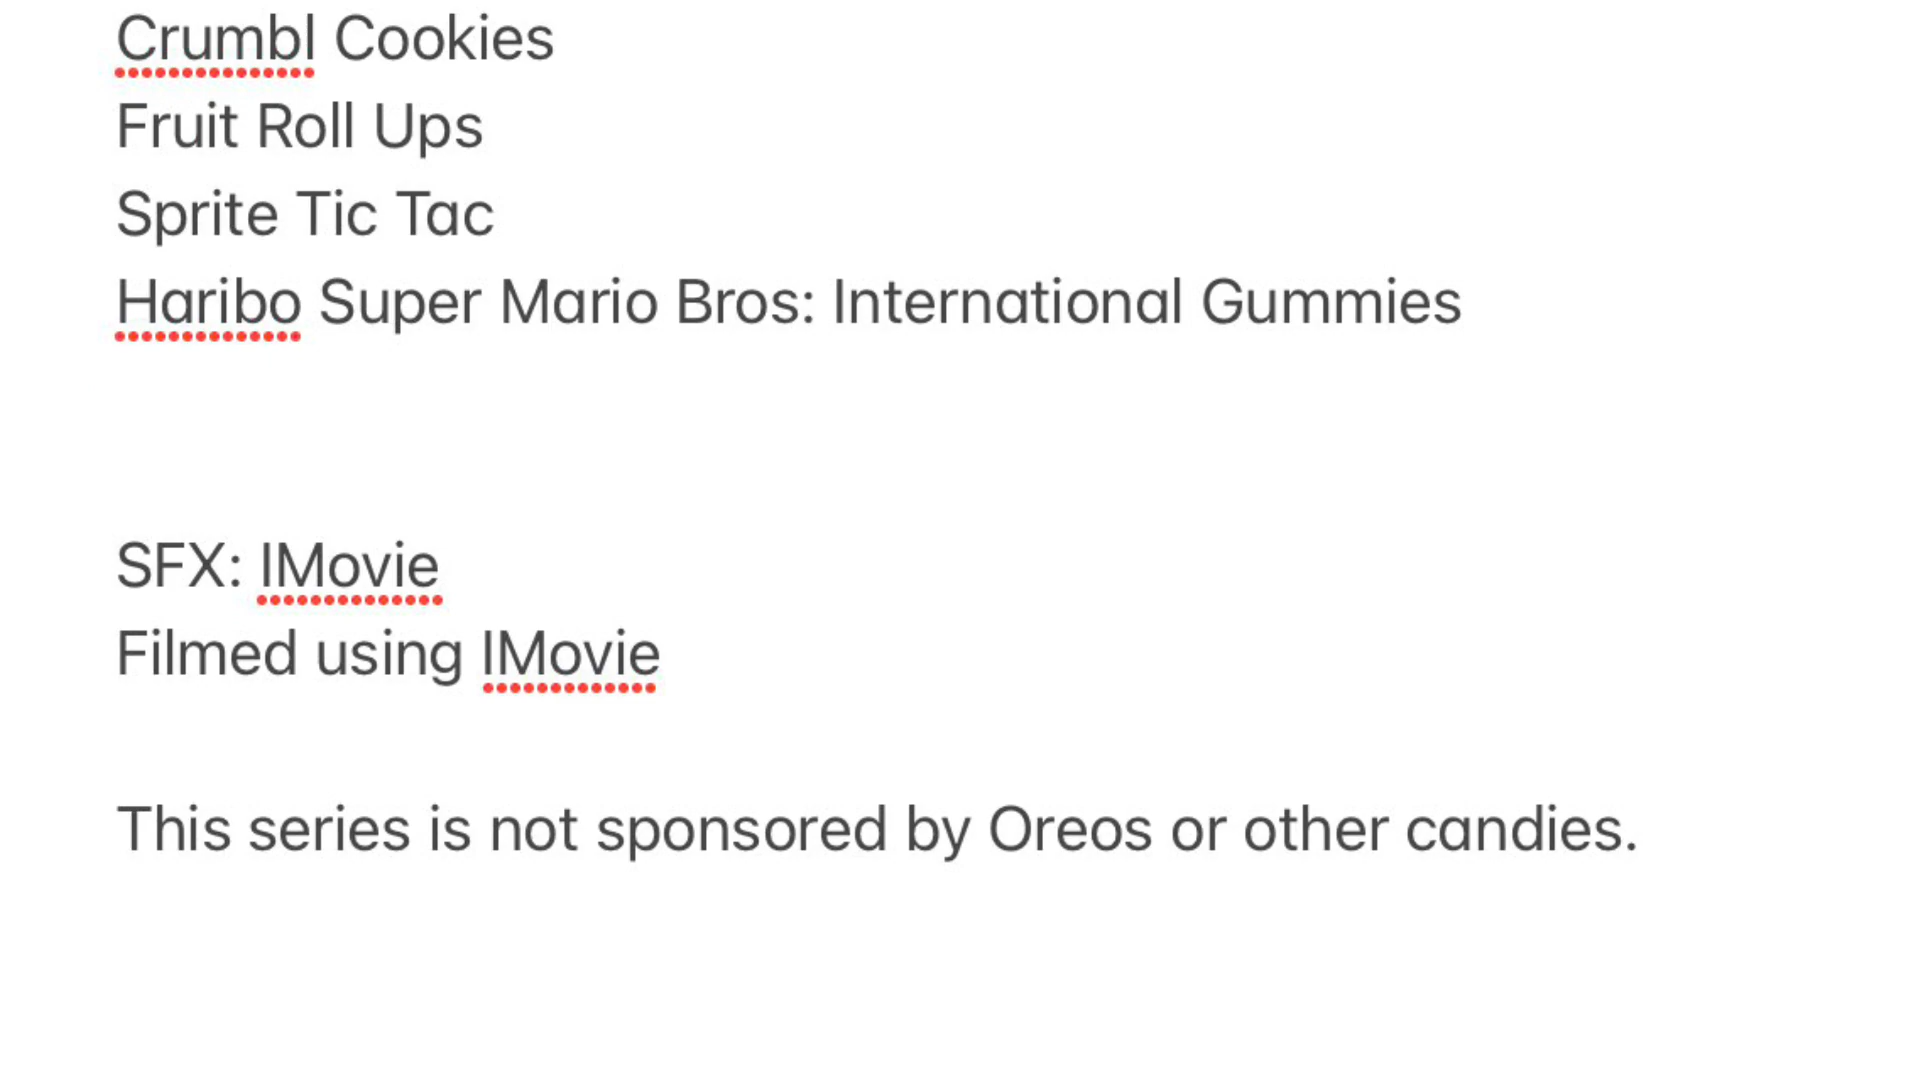 Crumbl Cookies
Fruit Roll Ups
Sprite Tic Tac
Haribo Super Mario Bros: International Gummies
SFX: IMovie
Filmed using IMovie
This series is not sponsored by Oreos or other candies.